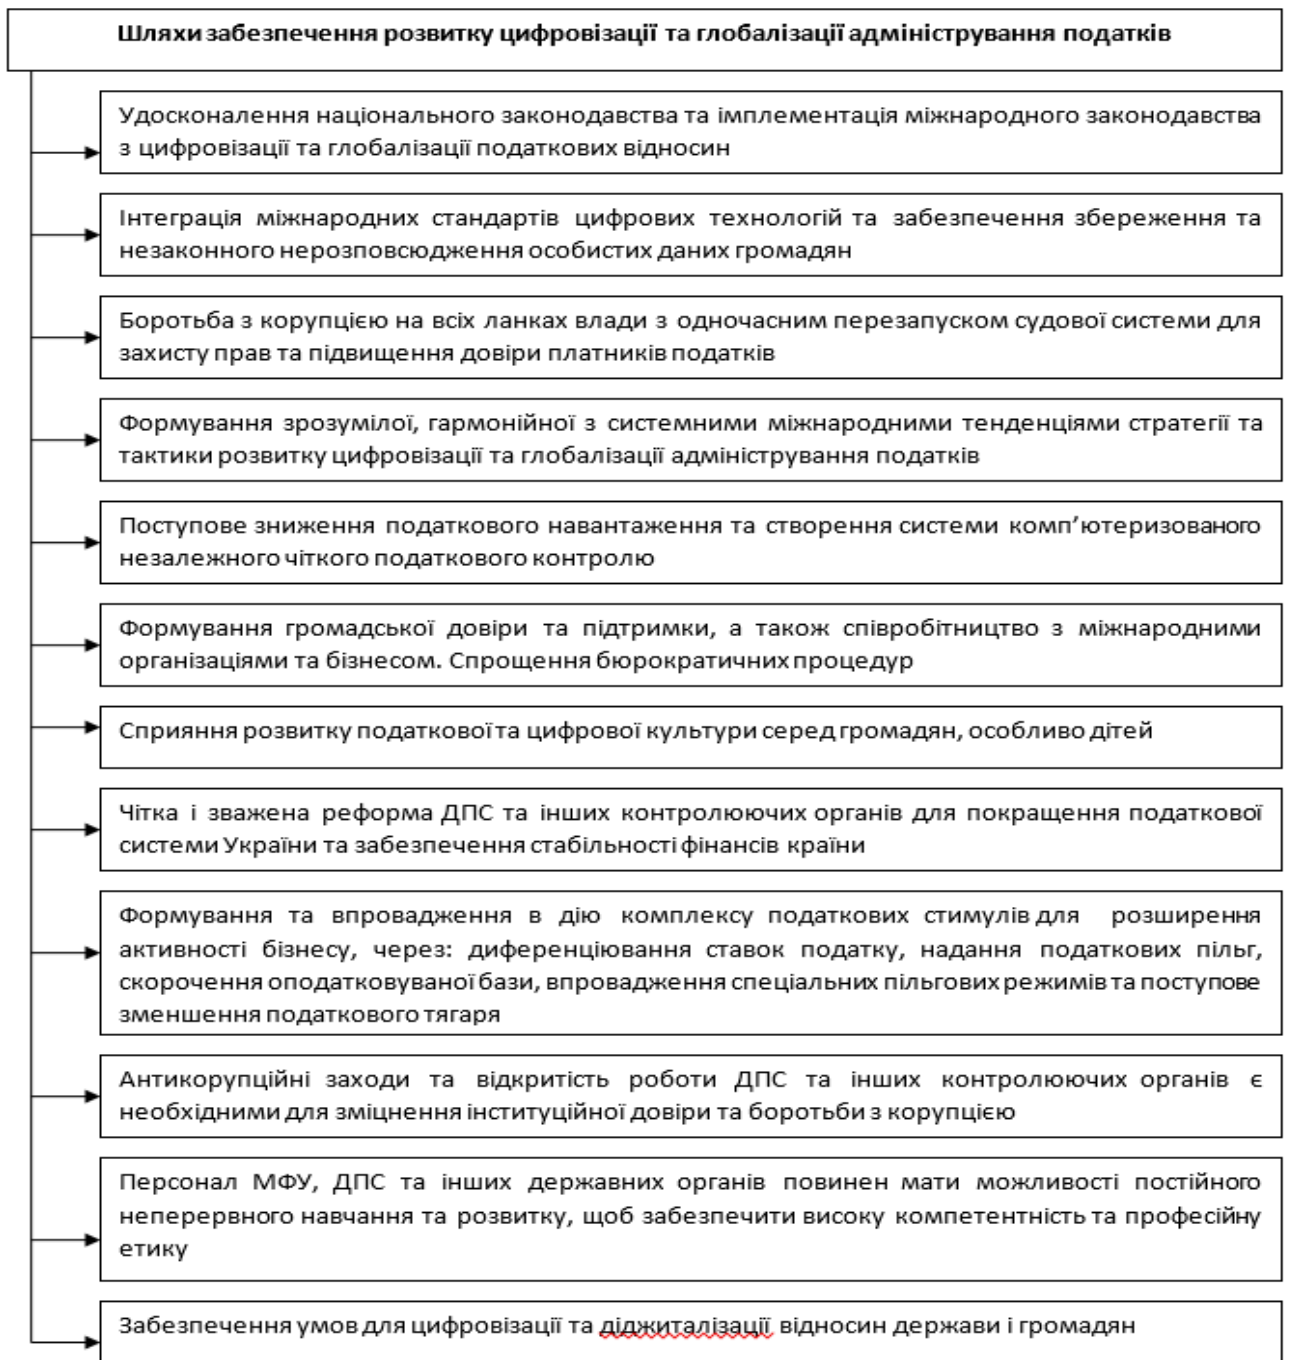 Шляхи забезпечення розвитку цифровізації та глобалізації адміністрування податків
Удосконалення національного законодавства та імплементація міжнародного законодавства
з цифровізації та глобалізації податкових відносин
Інтеграція міжнародних стандартів цифрових технологій та забезпечення збереження та
незаконного нерозповсюдження особистих даних громадян
Боротьба з корупцією на всіх ланках влади з одночасним перезапуском судової системи для
захисту прав та підвищення довіри платників податків
Формування зрозумілої, гармонійної з системними міжнародними тенденціями стратегії та
тактики розвитку цифровізації та глобалізації адміністрування податків
Поступове зниження податкового навантаження та створення системи комп’ютеризованого
незалежного чіткого податкового контролю
Формування громадської довіри та підтримки, а також співробітництво з міжнародними
організаціями та бізнесом. Спрощення бюрократичних процедур
Сприяння розвитку податкової та цифрової культури серед громадян, особливо дітей
Чітка і зважена реформа ДПС та інших контролюючих органів для покращення податкової
системи України та забезпечення стабільності фінансів країни
Формування та впровадження в дію комплексу податкових стимулів для розширення
активності бізнесу, через: диференціювання ставок податку, надання податкових пільг,
скорочення оподатковуваної бази, впровадження спеціальних пільгових режимів та поступове
зменшення податкового тягаря
Антикорупційні заходи та відкритість роботи ДПС та інших контролюючих органів є
необхідними для зміцнення інституційної довіри та боротьби з корупцією
Персонал МФУ, ДПС та інших державних органів повинен мати можливості постійного
неперервного навчання та розвитку, щоб забезпечити високу компетентність та професійну
етику
Забезпечення умов для цифровізації та діджиталізації відносин держави і громадян